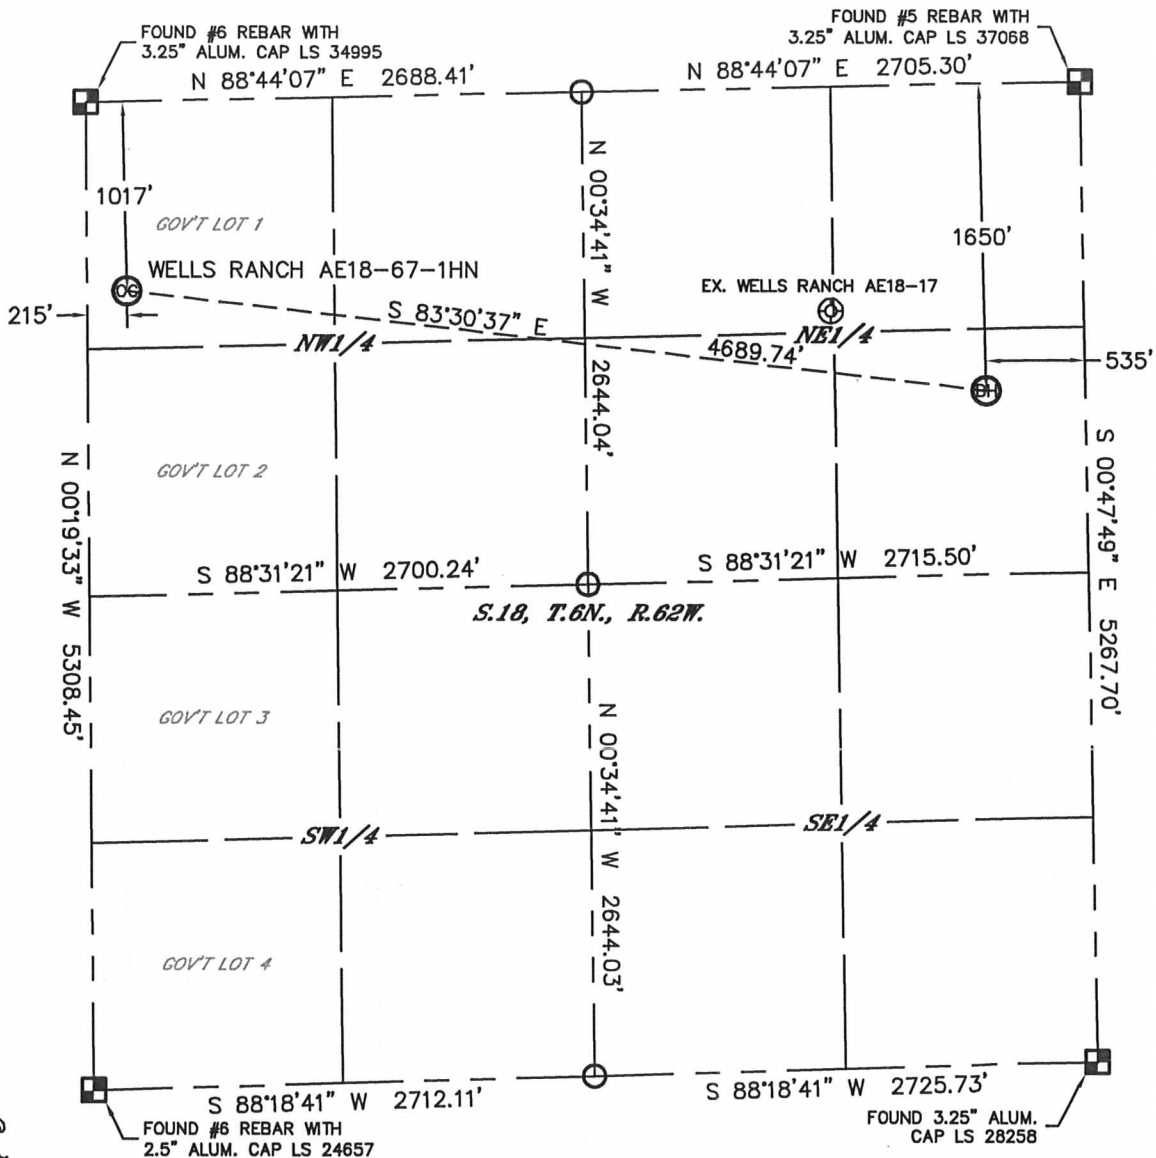 FOUND #6 REBAR WITH
3.25" ALUM. CAP LS 34995
FOUND #5 REBAR WITH
3.25" ALUM. CAP LS 37068
N 88°44'07" E 2688.41'
N 88°44'07" E 2705.30'
1017'
GOV'T LOT 1
N 00°34'41" W 2644.04'
1650'
OG
WELLS RANCH AE18-67-1HN
EX. WELLS RANCH AE18-17
215'
S 83°30'37" E
4689.74'
NW1/4
NE1/4
535'
BH
N 00°19'33" W 5308.45'
GOV'T LOT 2
S 00°47'49" E 5267.70'
S 88°31'21" W 2700.24'
S 88°31'21" W 2715.50'
S.18, T.6N., R.62W.
GOV'T LOT 3
N 00°34'41" W 2644.03'
SW1/4
SE1/4
GOV'T LOT 4
S 88°18'41" W 2712.11'
S 88°18'41" W 2725.73'
FOUND #6 REBAR WITH
2.5" ALUM. CAP LS 24657
FOUND 3.25" ALUM.
CAP LS 28258